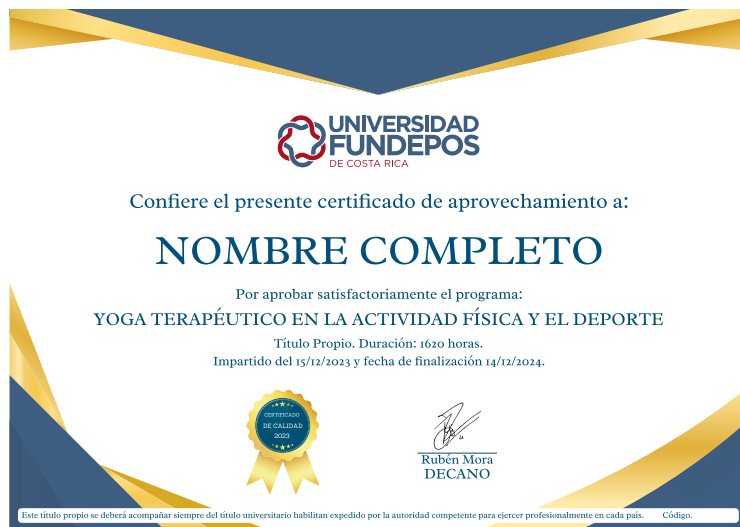 UNIVERSIDAD
FUNDEPOS
DE COSTA RICA
Confiere el presente certificado de aprovechamiento a:
NOMBRE COMPLETO
Por aprobar satisfactoriamente el programa:
YOGA TERAPÉUTICO EN LA ACTIVIDAD FÍSICA Y EL DEPORTE
Título Propio. Duración: 1620 horas.
Impartido del 15/12/2023 y fecha de finalización 14/12/2024.
CERTIFICADO
DE CALIDAD
2023
Rubén Mora
DECANO
Este título propio se deberá acompañar siempre del título universitario habilitan expedido por la autoridad competente para ejercer profesionalmente en cada país. Código.